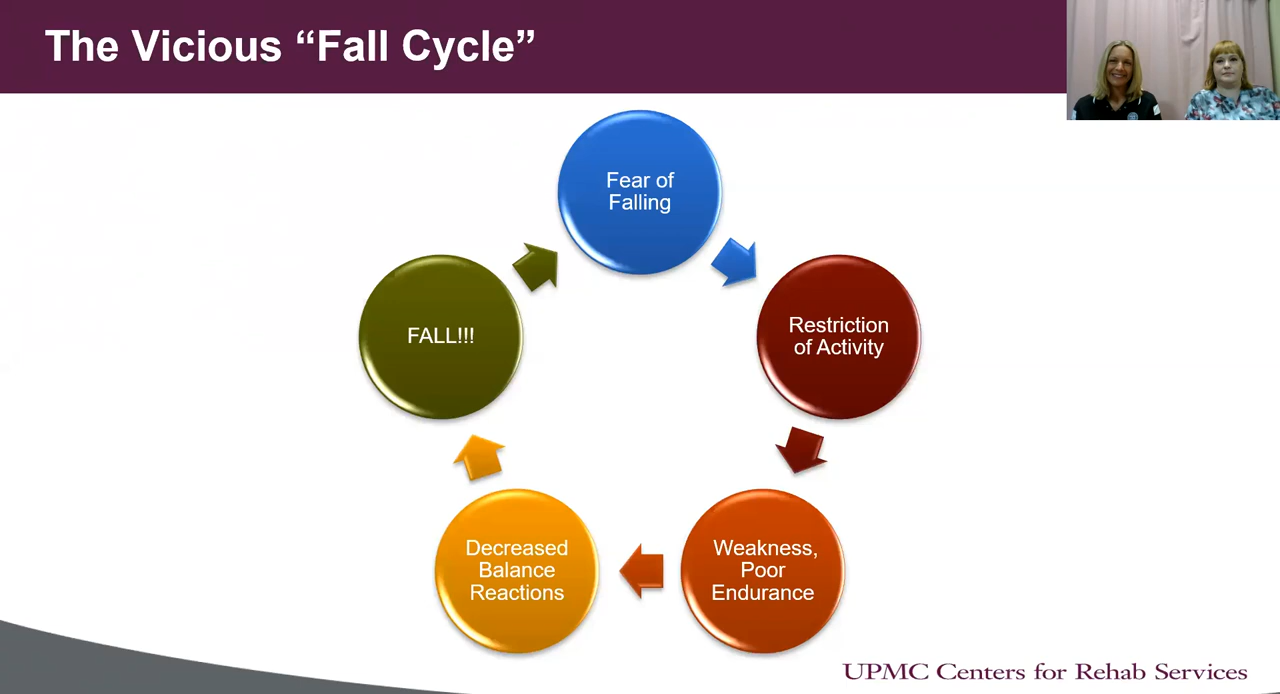 The Vicious “Fall Cycle”
Fear of
Falling
Restriction
of Activity
Weakness,
Poor
Endurance
Decreased
Balance
Reactions
FALL!!!
UPMC Centers for Rehab Services